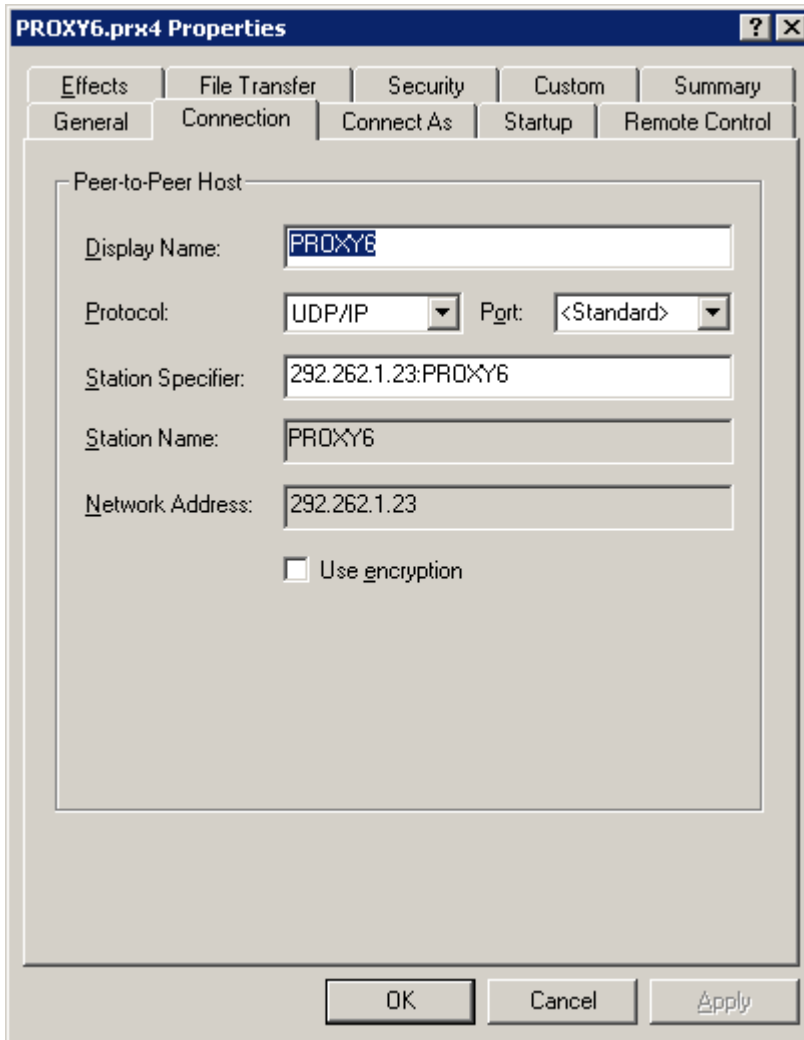 PROXY6.prx4 Properties
Effects File Transfer Security Custom Summary
General Connection Connect As Startup Remote Control
Peer-to-Peer Host
Display Name: PROXY6
Protocol: UDP/IP Port: <Standard>
Station Specifier: 292.262.1.23:PROXY6
Station Name: PROXY6
Network Address: 292.262.1.23
Use encryption
OK Cancel Apply